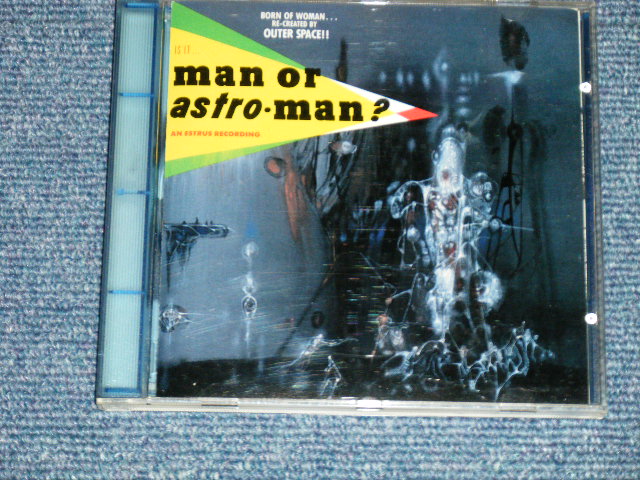 BORN OF WOMAN...
RE-CREATED BY
OUTER SPACE!!
IS IT...
man or
astro-man?
AN ESTRUS RECORDING